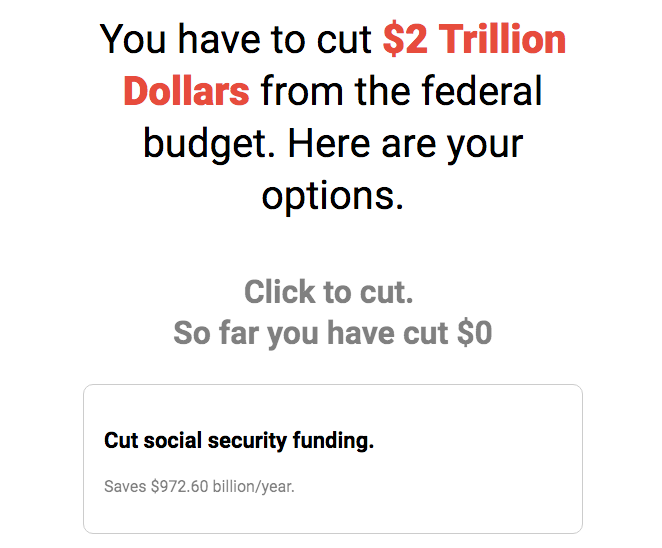 You have to cut $2 Trillion
Dollars from the federal
budget. Here are your
options.
Click to cut.
So far you have cut $0
Cut social security funding.
Saves $972.60 billion/year.